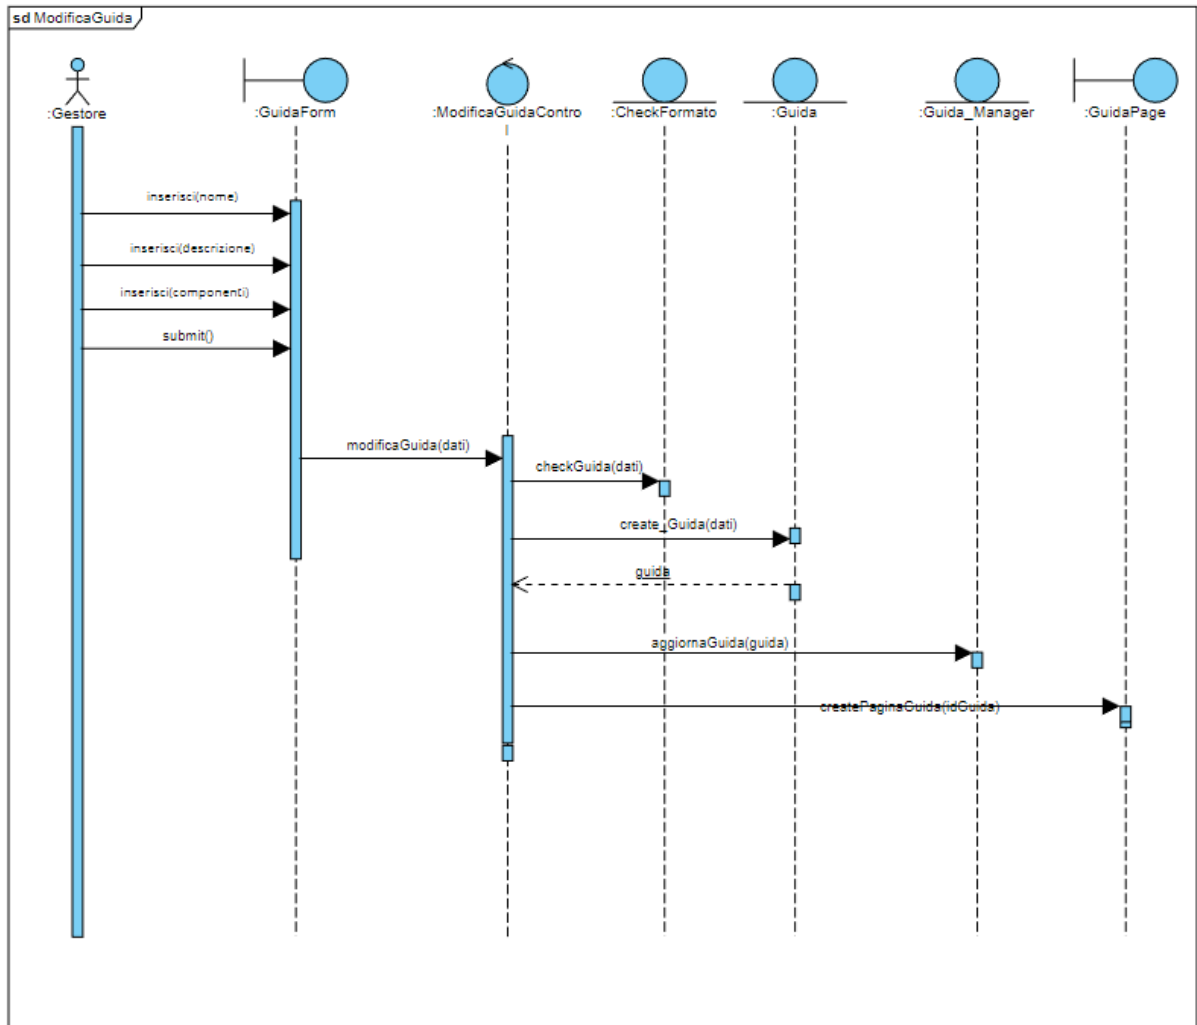 sd ModificaGuida
:Gestore
:GuidaForm
:ModificaGuidaContro
l
:CheckFormato
:Guida
:Guida_Manager
:GuidaPage
inserisci(nome)
inserisci(descrizione)
inserisci(componenti)
submit()
modificaGuida(dati)
checkGuida(dati)
create_Guida(dati)
guida
aggiornaGuida(guida)
createPaginaGuida(idGuida)